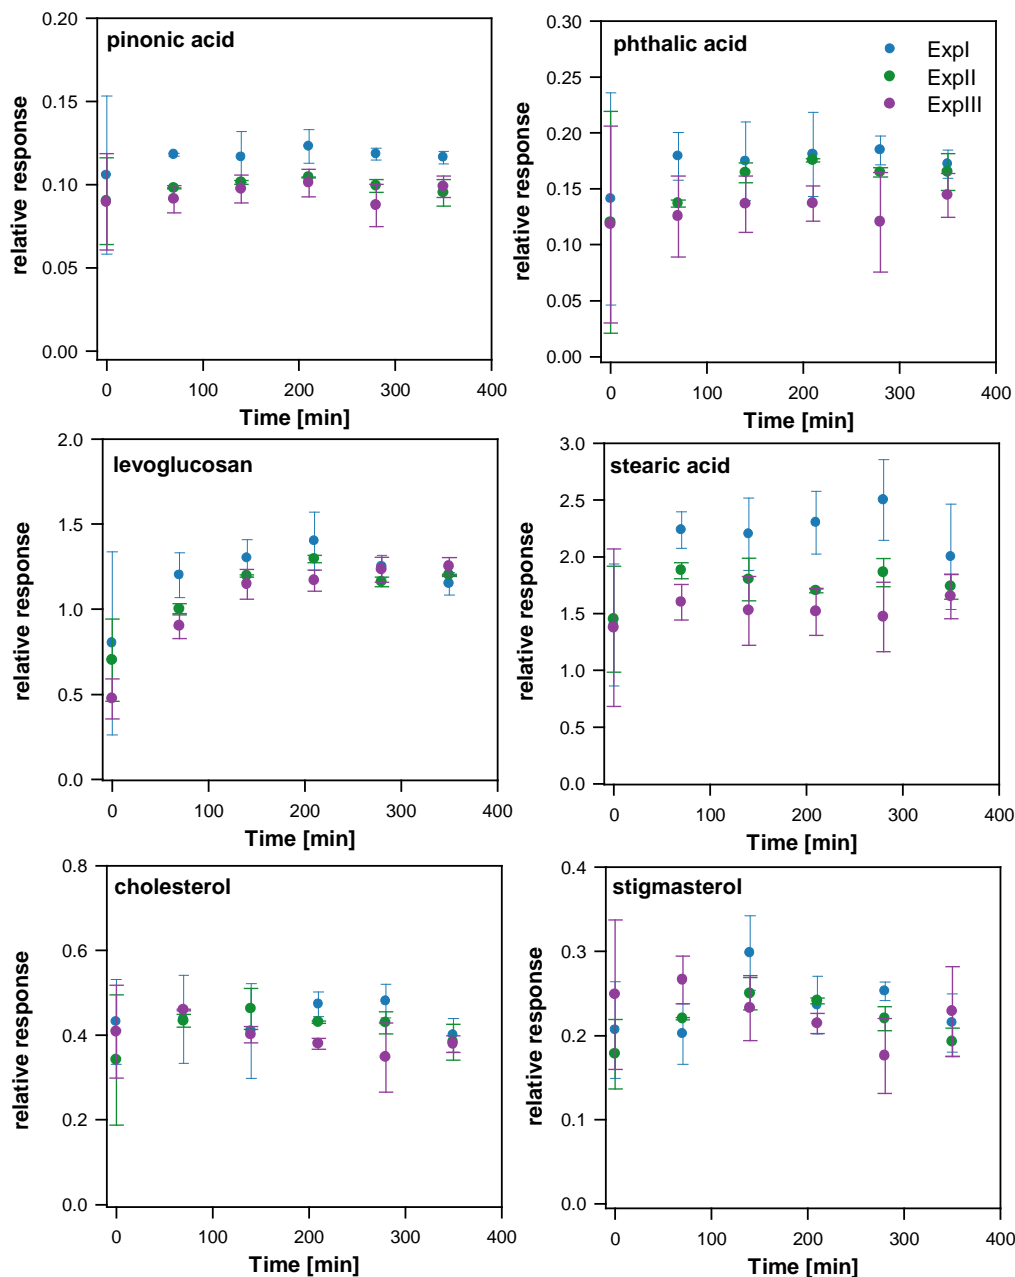 pinonic acid
relative response
0.20
0.15
0.10
0.05
0.00
0 100 200 300 400
Time [min]
phthalic acid
ExpI
ExpII
ExpIII
relative response
0.30
0.25
0.20
0.15
0.10
0.05
0.00
0 100 200 300 400
Time [min]
levoglucosan
relative response
2.0
1.5
1.0
0.5
0.0
0 100 200 300 400
Time [min]
stearic acid
relative response
3.0
2.5
2.0
1.5
1.0
0.5
0.0
0 100 200 300 400
Time [min]
cholesterol
relative response
0.8
0.6
0.4
0.2
0.0
0 100 200 300 400
Time [min]
stigmasterol
relative response
0.4
0.3
0.2
0.1
0.0
0 100 200 300 400
Time [min]